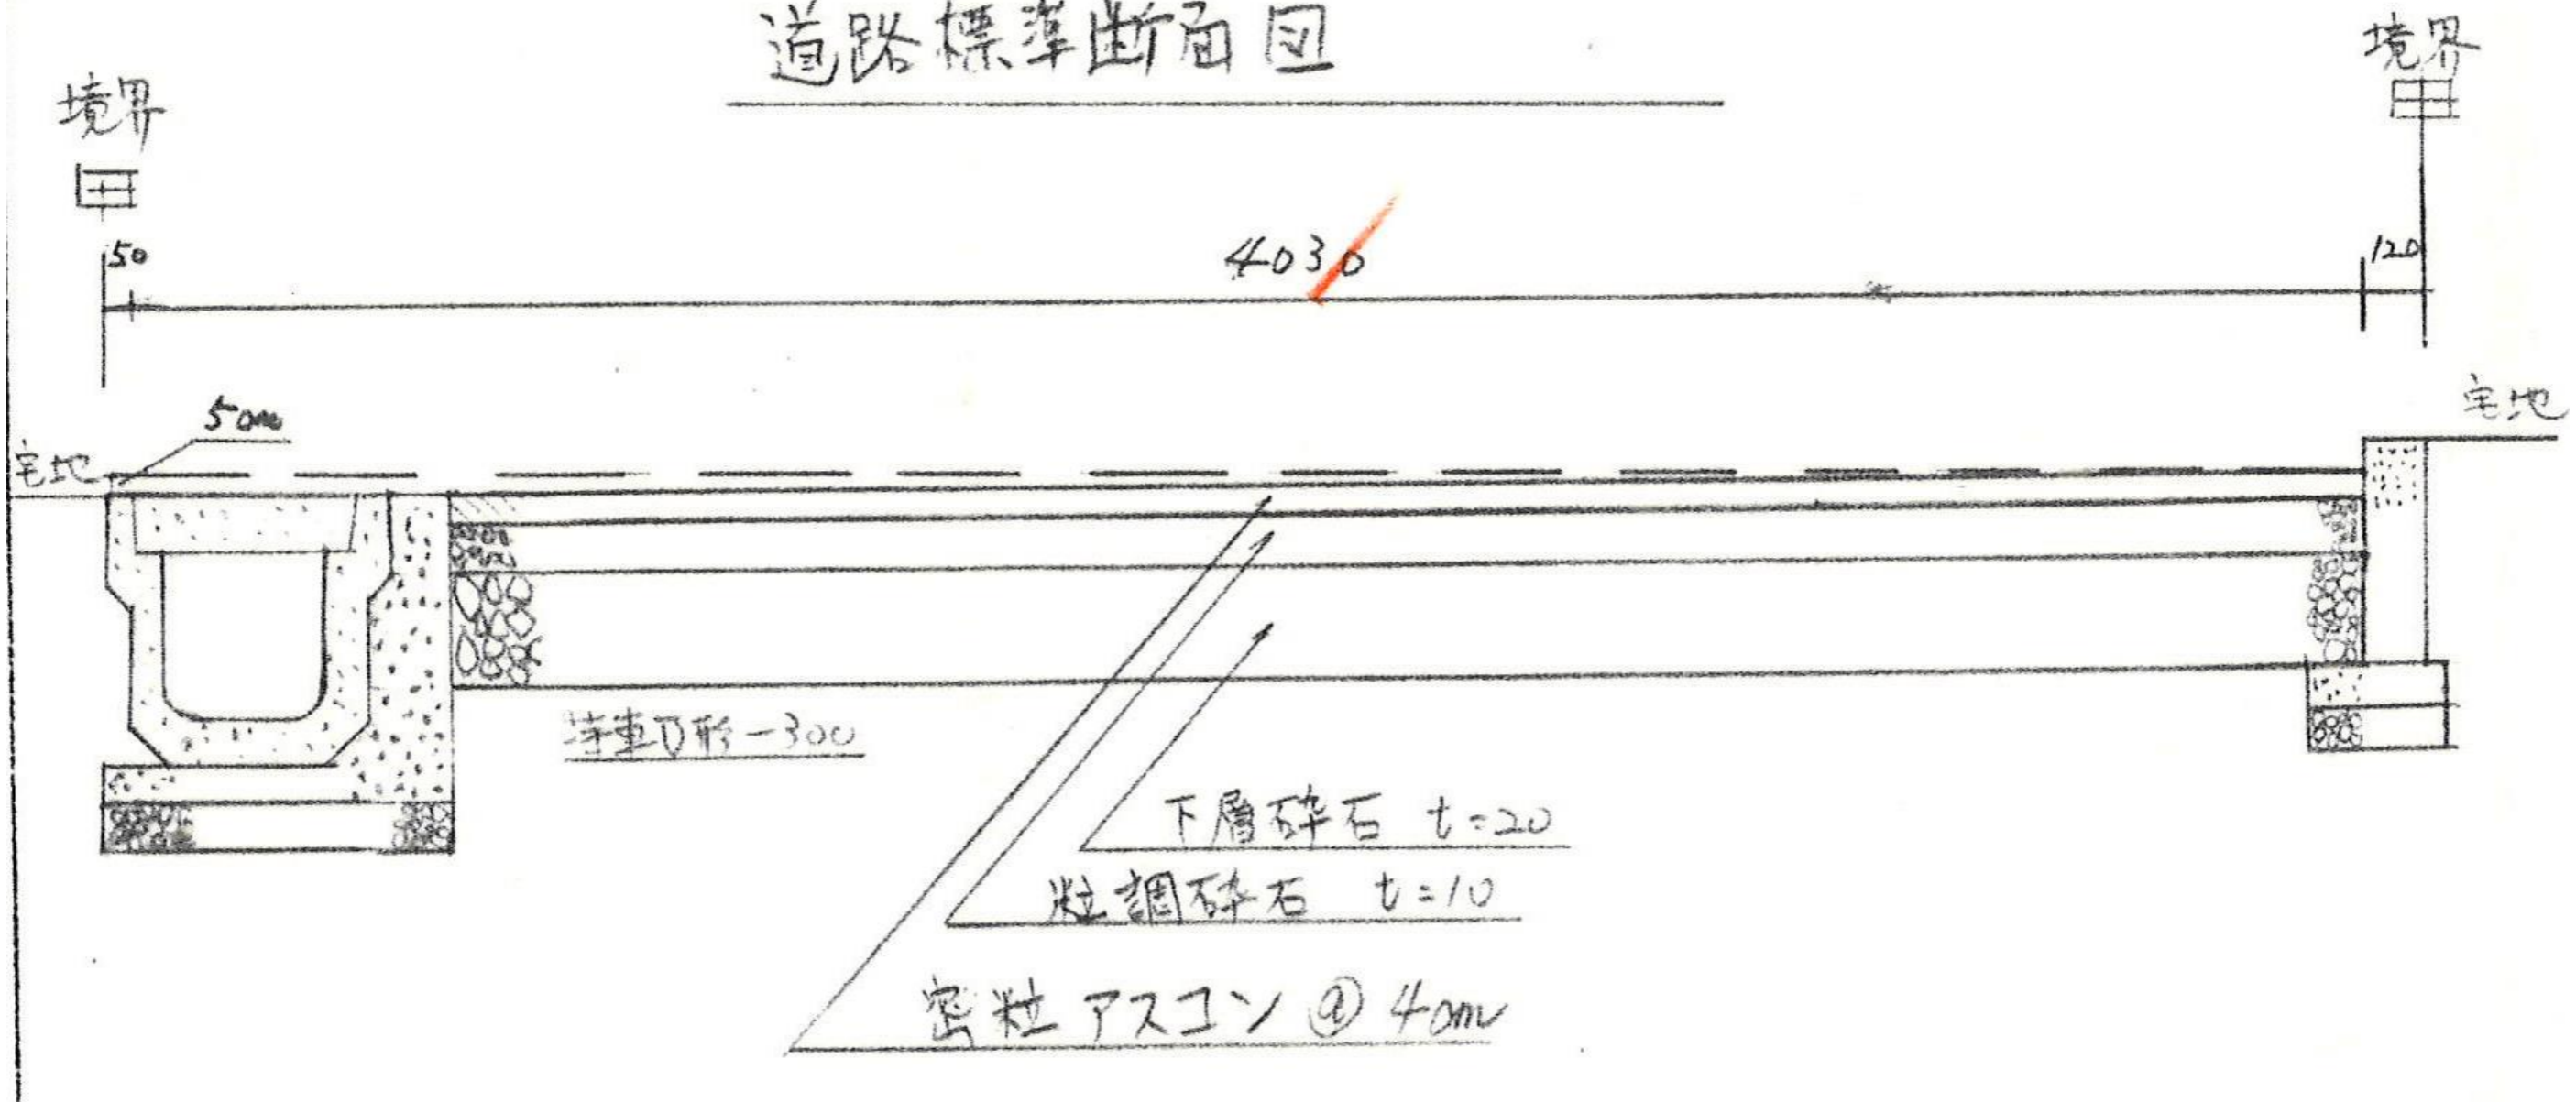 道路標準断面図
境界
境界
50
4030
120
5cm
宅地
宅地
-300
下層砕石 t=20
粒調砕石 t=10
密粒アスコン @ 4cm